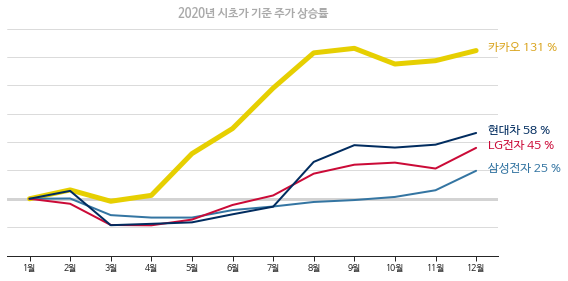 2020년 시초가 기준 주가 상승률
카카오 131 %
현대차 58 %
LG전자 45 %
삼성전자 25 %
1월 2월 3월 4월 5월 6월 7월 8월 9월 10월 11월 12월